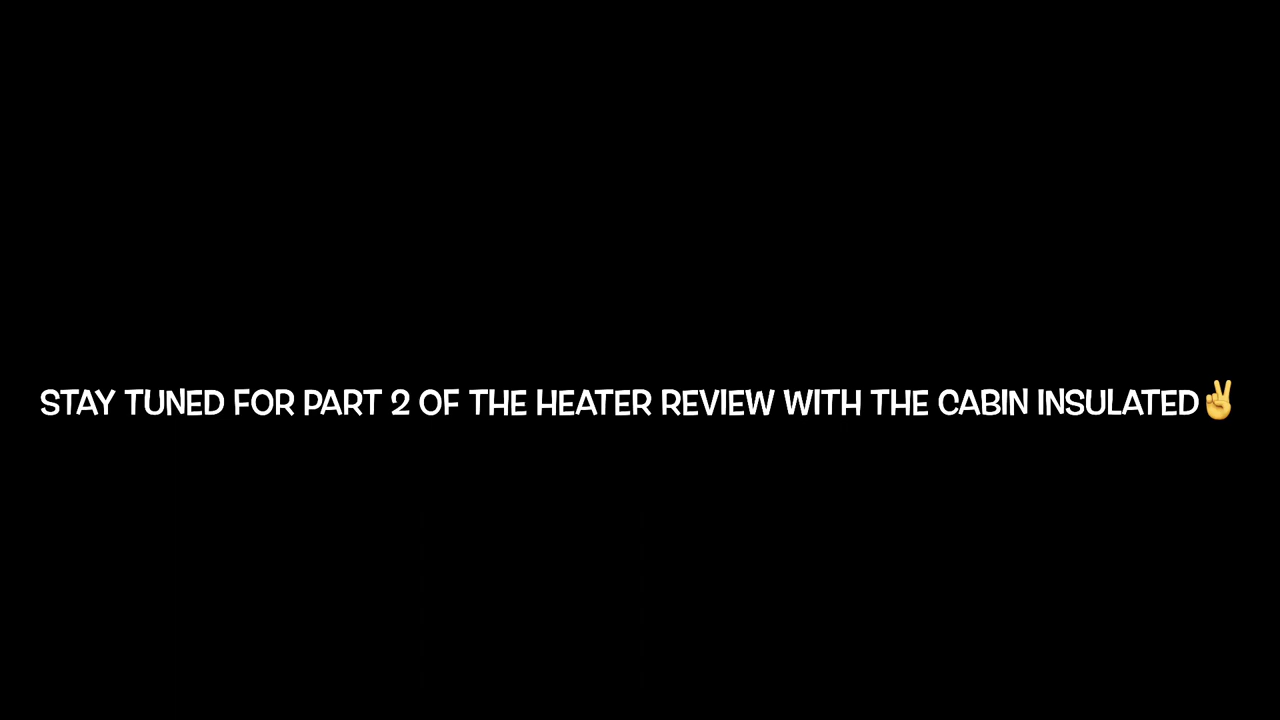 STAY TUNED FOR PART 2 OF THE HEATER REVIEW WITH THE CABIN INSULATED✌️